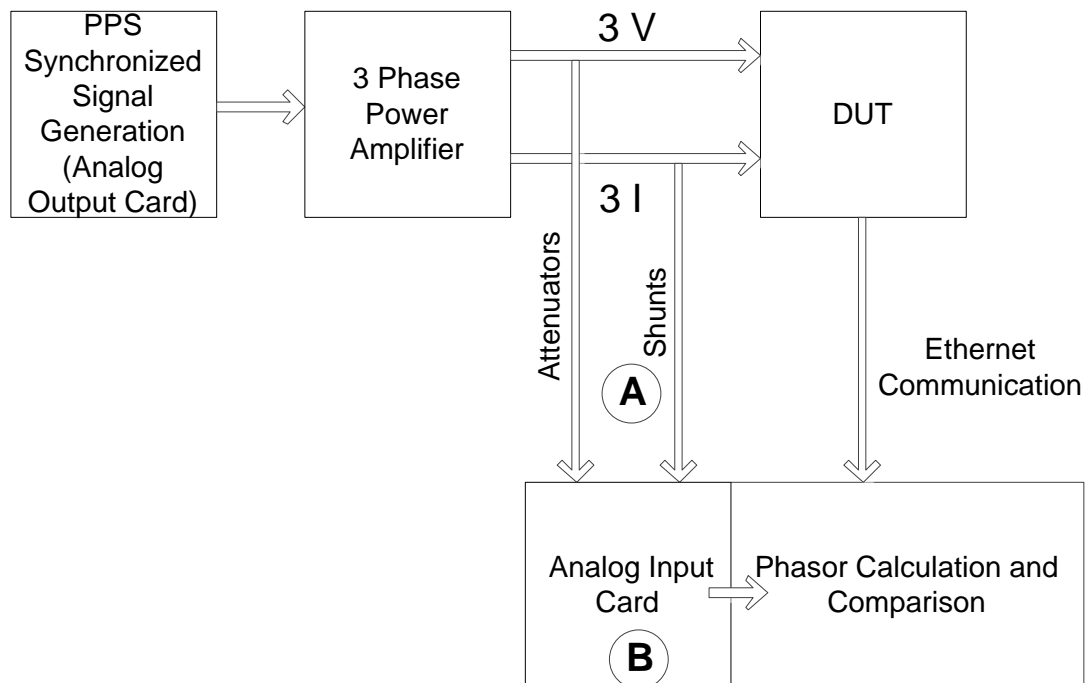 PPS
Synchronized
Signal
Generation
(Analog
Output Card)
3 Phase
Power
Amplifier
3 V
3 I
DUT
Attenuators
Shunts
A
Ethernet
Communication
Analog Input
Card
B
Phasor Calculation and
Comparison